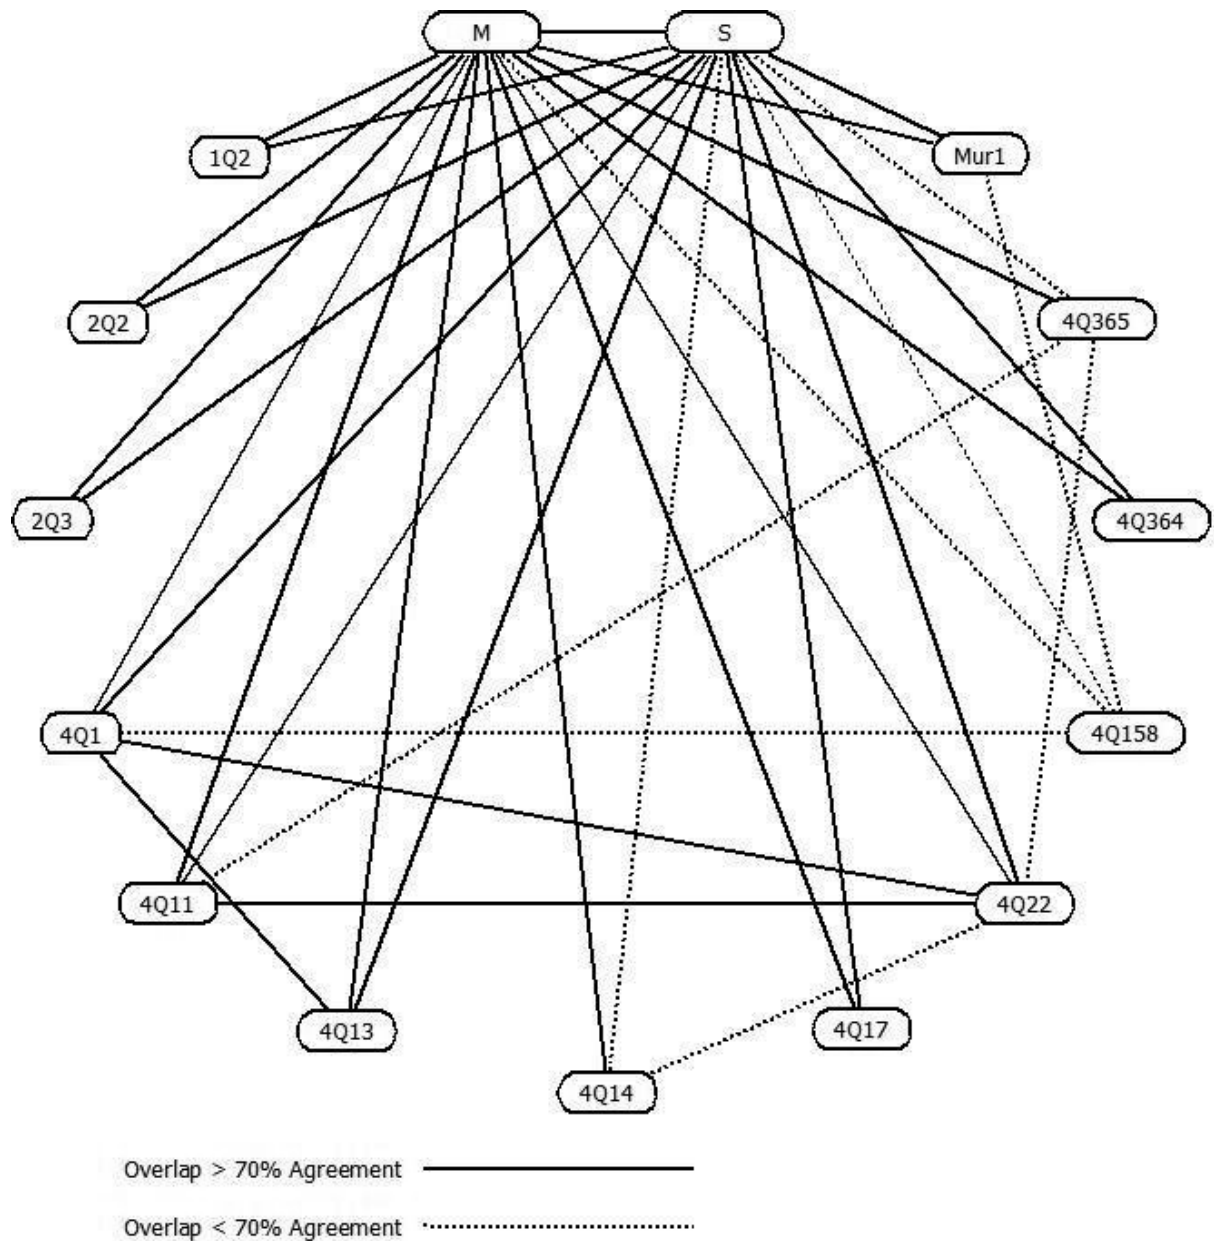 M S
1Q2 Mur1
2Q2 4Q365
2Q3 4Q364
4Q1 4Q158
4Q11 4Q22
4Q13 4Q17
4Q14
Overlap > 70% Agreement
Overlap < 70% Agreement